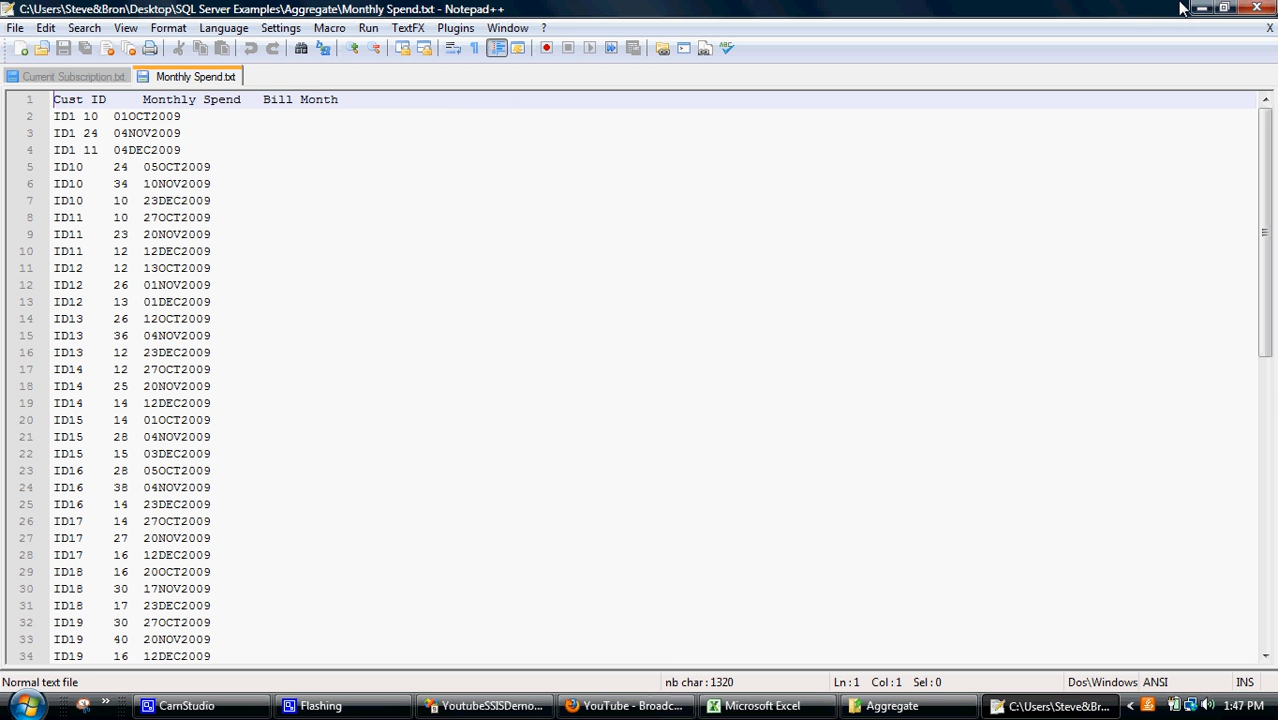 C:\Users\Steve&Bron\Desktop\SQL Server Examples\Aggregate\Monthly Spend.txt - Notepad++
File Edit Search View Format Language Settings Macro Run TextFX Plugins Window ? X
Current Subscription.txt Monthly Spend.txt
1 Cust ID Monthly Spend Bill Month
2 ID1 10 01OCT2009
3 ID1 24 04NOV2009
4 ID1 11 04DEC2009
5 ID10 24 05OCT2009
6 ID10 34 10NOV2009
7 ID10 10 23DEC2009
8 ID11 10 27OCT2009
9 ID11 23 20NOV2009
10 ID11 12 12DEC2009
11 ID12 12 13OCT2009
12 ID12 26 01NOV2009
13 ID12 13 01DEC2009
14 ID13 26 12OCT2009
15 ID13 36 04NOV2009
16 ID13 12 23DEC2009
17 ID14 12 27OCT2009
18 ID14 25 20NOV2009
19 ID14 14 12DEC2009
20 ID15 14 01OCT2009
21 ID15 28 04NOV2009
22 ID15 15 03DEC2009
23 ID16 28 05OCT2009
24 ID16 38 04NOV2009
25 ID16 14 23DEC2009
26 ID17 14 27OCT2009
27 ID17 27 20NOV2009
28 ID17 16 12DEC2009
29 ID18 16 20OCT2009
30 ID18 30 17NOV2009
31 ID18 17 23DEC2009
32 ID19 30 27OCT2009
33 ID19 40 20NOV2009
34 ID19 16 12DEC2009
Normal text file nb char : 1320 Ln : 1 Col : 1 Sel : 0 Dos\Windows ANSI INS
» CamStudio Flashing YoutubeSSISDemo... YouTube - Broadc... Microsoft Excel Aggregate C:\Users\Steve&Br... 1:47 PM